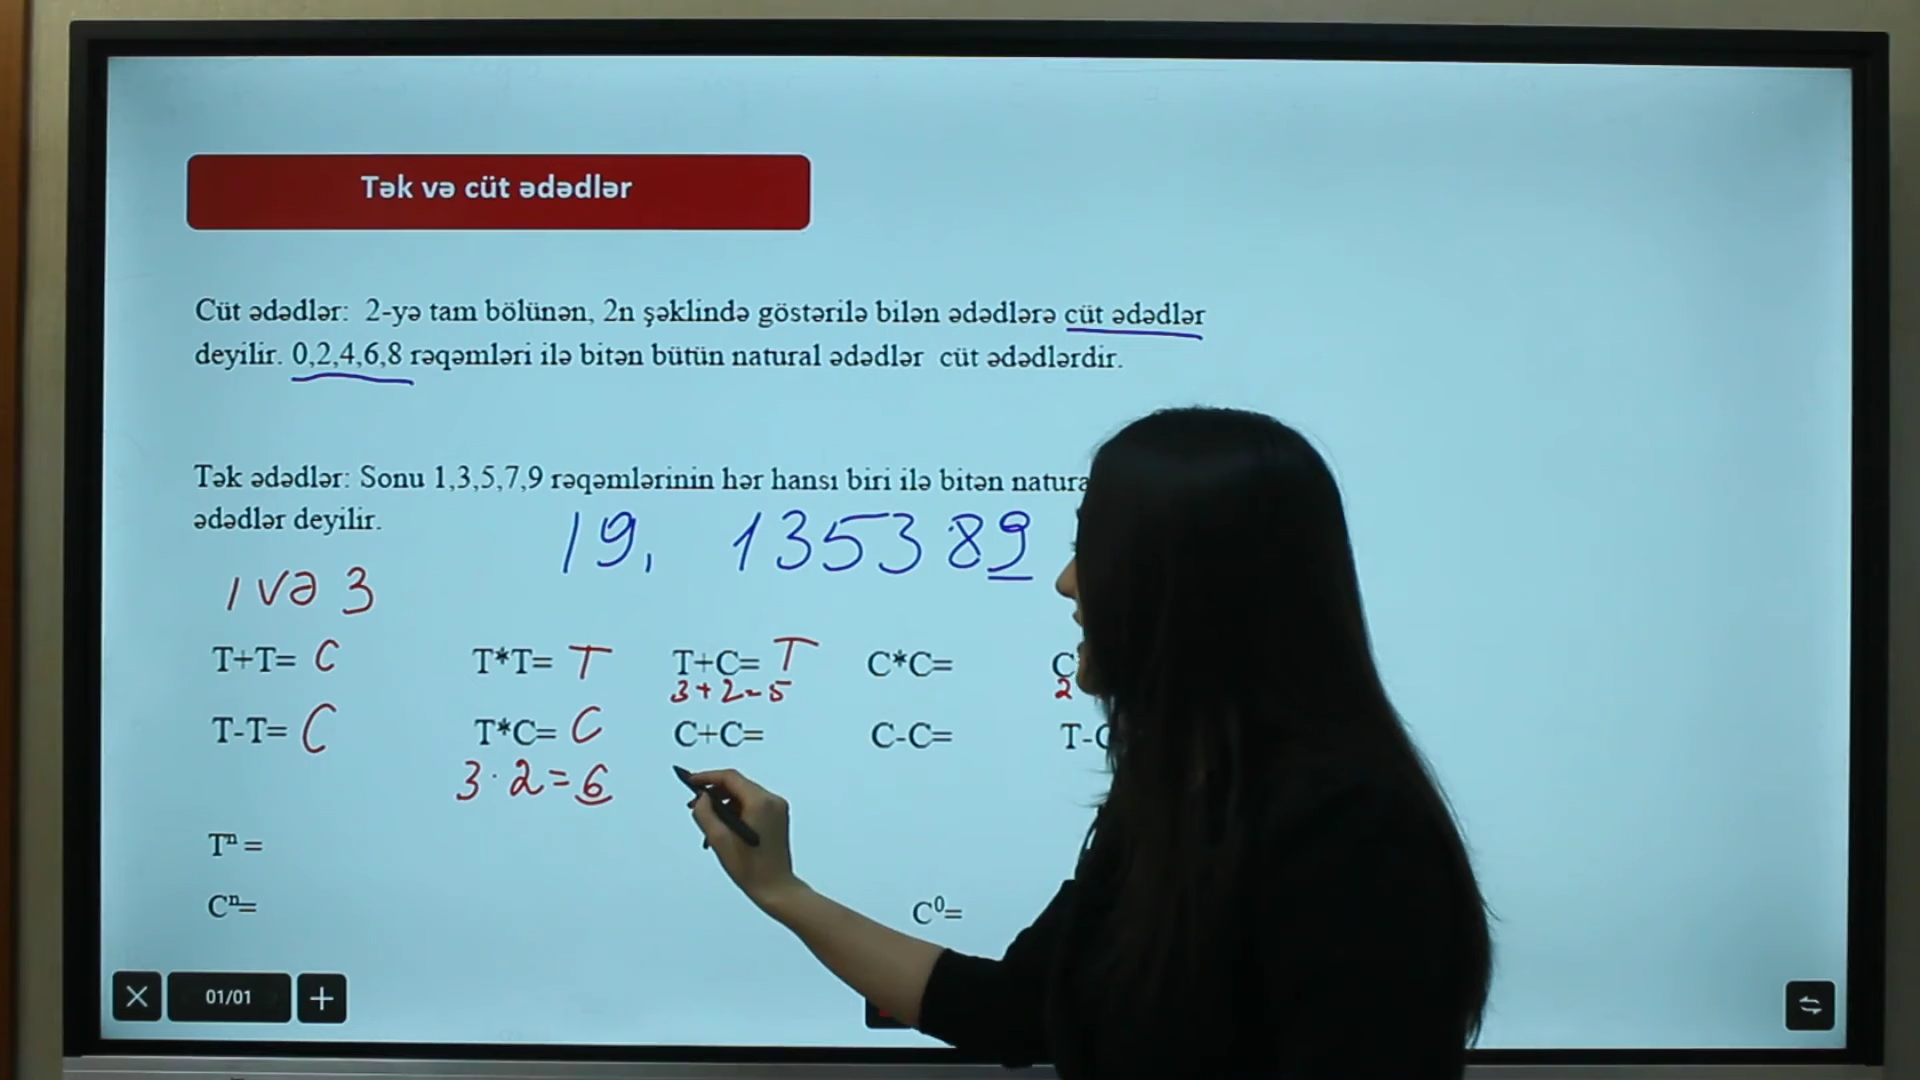 Tək və cüt ədədlər
Cüt ədədlər: 2-yə tam bölünən, 2n şəklində göstərilə bilən ədədlərə cüt ədədlər
deyilir. 0,2,4,6,8 rəqəmləri ilə bitən bütün natural ədədlər cüt ədədlərdir.
Tək ədədlər: Sonu 1,3,5,7,9 rəqəmlərinin hər hansı biri ilə bitən
ədədlər deyilir.
19, 135389
1 və 3
T+T= C T*T= T T+C= T C*C= C
3+2=5 2
T-T= C T*C= C C+C= C-C= T-
3·2=6
Tⁿ =
Cⁿ= C⁰=
01/01